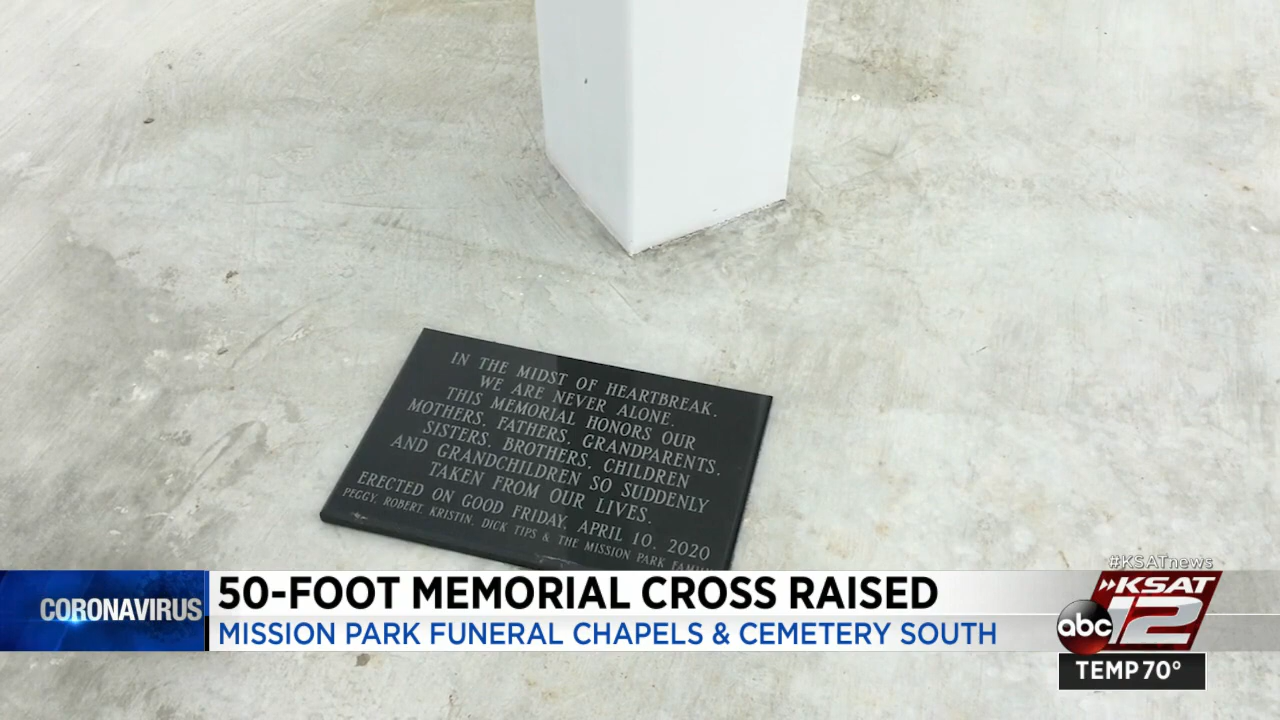 IN THE MIDST OF HEARTBREAK,
WE ARE NEVER ALONE.
THIS MEMORIAL HONORS OUR
MOTHERS, FATHERS, GRANDPARENTS,
SISTERS, BROTHERS, CHILDREN
AND GRANDCHILDREN SO SUDDENLY
TAKEN FROM OUR LIVES.
ERECTED ON GOOD FRIDAY, APRIL 10, 2020
PEGGY, ROBERT, KRISTIN, DICK TIPS & THE MISSION PARK FAMILY
#KSATnews
CORONAVIRUS
50-FOOT MEMORIAL CROSS RAISED
MISSION PARK FUNERAL CHAPELS & CEMETERY SOUTH
KSAT
abc 12
TEMP 70°